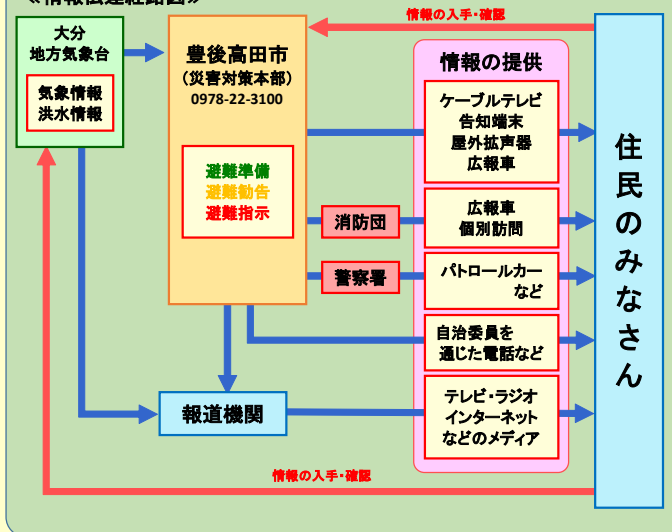 ≪情報伝達経路図≫
情報の入手・確認
大分
地方気象台
気象情報
洪水情報
豊後高田市
(災害対策本部)
0978-22-3100
避難準備
避難勧告
避難指示
消防団
警察署
報道機関
情報の提供
ケーブルテレビ
告知端末
屋外拡声器
広報車
広報車
個別訪問
パトロールカー
など
自治委員を
通じた電話など
テレビ・ラジオ
インターネット
などのメディア
住民のみなさん
情報の入手・確認